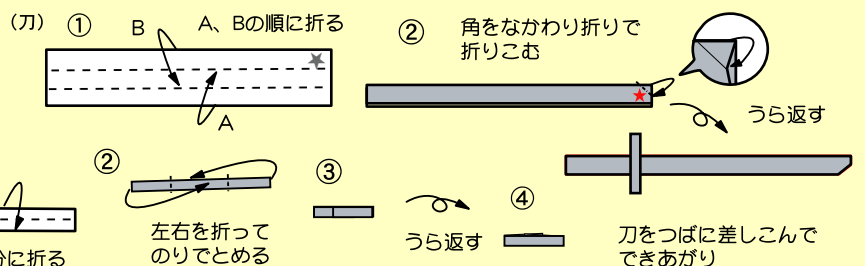 (刀) ① A、Bの順に折る
B
A
② 角をなかわり折りで
折りこむ
うら返す
に折る
② 左右を折って
のりでとめる
③
うら返す
④
刀をつばに差しこんで
できあがり